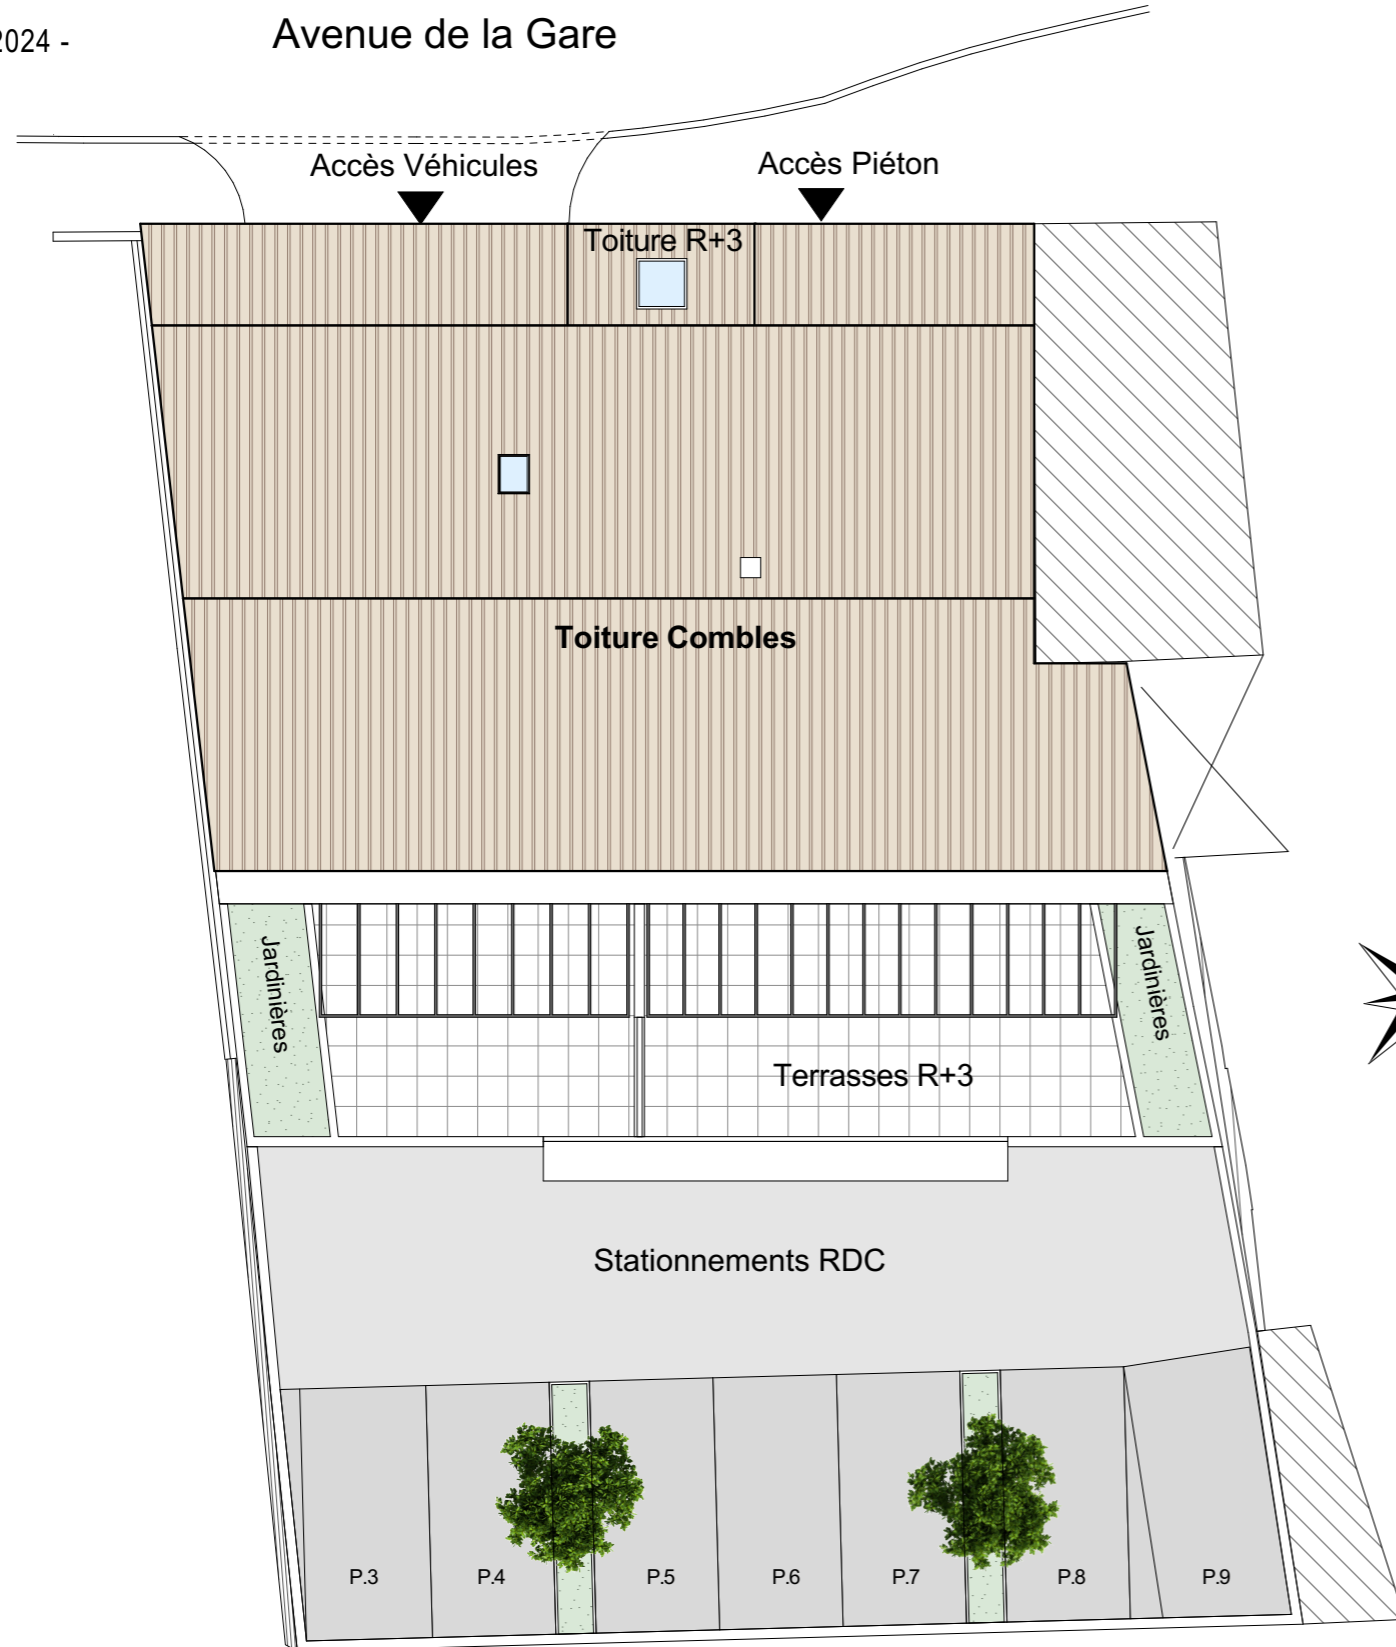 2024 -
Avenue de la Gare
Accès Véhicules
Accès Piéton
Toiture R+3
Toiture Combles
Jardinières
Jardinières
Terrasses R+3
Stationnements RDC
P.3
P.4
P.5
P.6
P.7
P.8
P.9